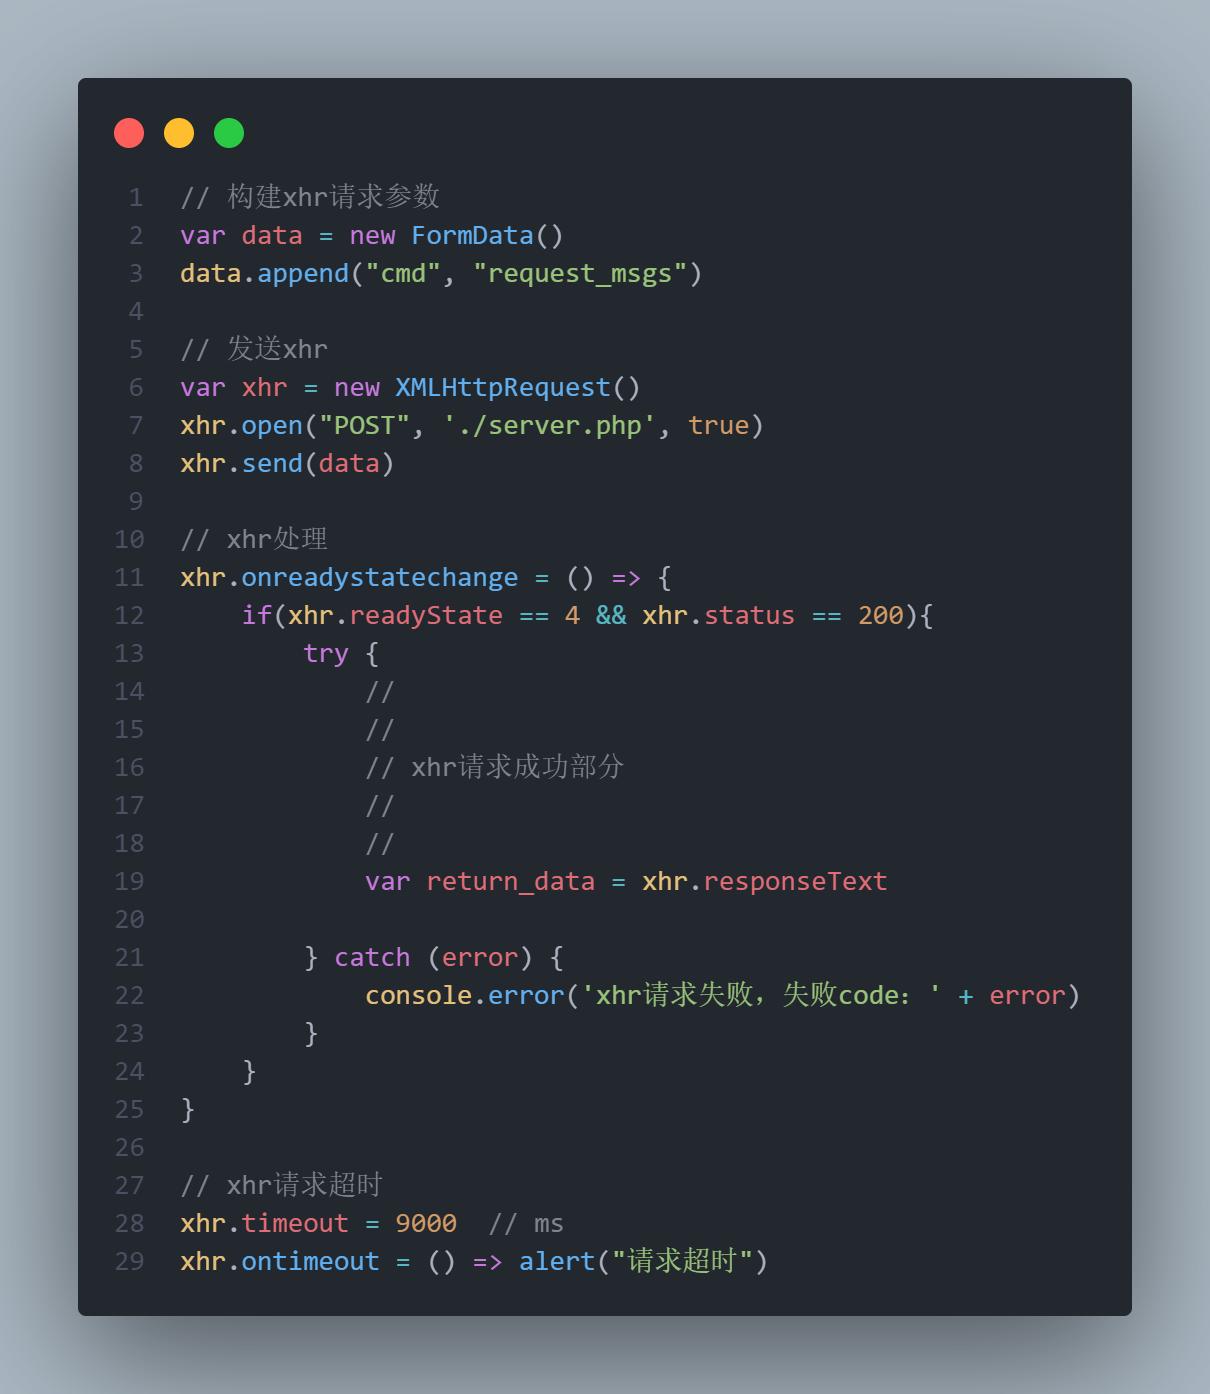 1 // 构建xhr请求参数
2 var data = new FormData()
3 data.append("cmd", "request_msgs")
4
5 // 发送xhr
6 var xhr = new XMLHttpRequest()
7 xhr.open("POST", './server.php', true)
8 xhr.send(data)
9
10 // xhr处理
11 xhr.onreadystatechange = () => {
12     if(xhr.readyState == 4 && xhr.status == 200){
13         try {
14             //
15             //
16             // xhr请求成功部分
17             //
18             //
19             var return_data = xhr.responseText
20
21         } catch (error) {
22             console.error('xhr请求失败，失败code：' + error)
23         }
24     }
25 }
26
27 // xhr请求超时
28 xhr.timeout = 9000  // ms
29 xhr.ontimeout = () => alert("请求超时")